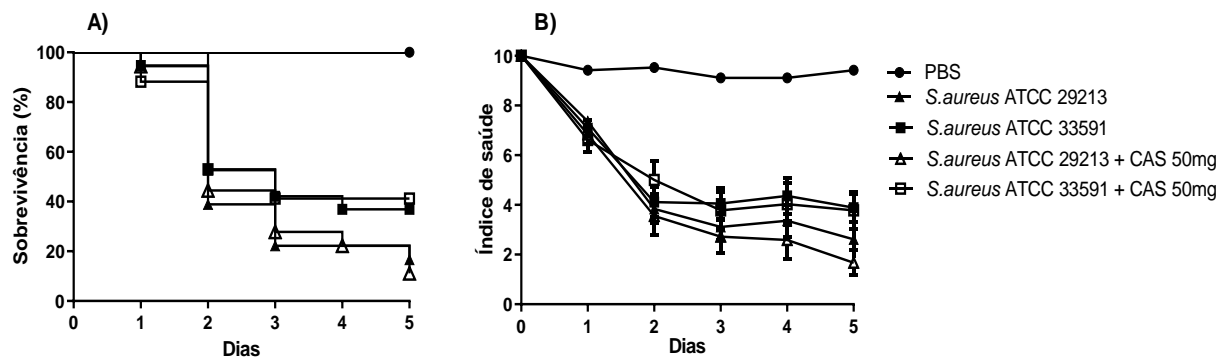 A)
Sobrevivência (%)
100
80
60
40
20
0
0 1 2 3 4 5
Dias
B)
Índice de saúde
10
8
6
4
2
0
0 1 2 3 4 5
Dias
PBS
S.aureus ATCC 29213
S.aureus ATCC 33591
S.aureus ATCC 29213 + CAS 50mg
S.aureus ATCC 33591 + CAS 50mg